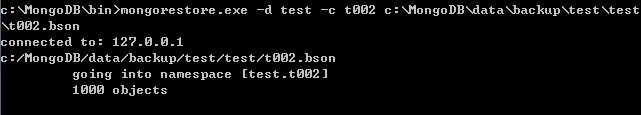 c:\MongoDB\bin>mongorestore.exe -d test -c t002 c:\MongoDB\data\backup\test\test
\t002.bson
connected to: 127.0.0.1
c:/MongoDB/data/backup/test/test/t002.bson
        going into namespace [test.t002]
        1000 objects